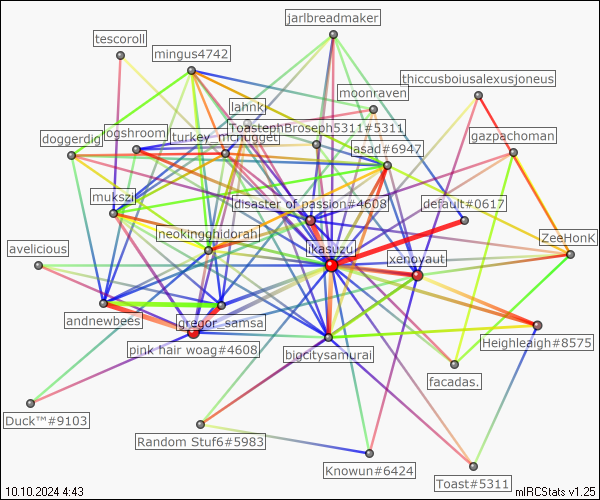 jarlbreadmaker
tescoroll
mingus4742
thiccusboiusalexusjoneus
moonraven
lahnk
ToastephBroseph5311#5311
ogshroom
turkey_mcnugget
gazpachoman
doggerdig
asad#6947
mukszi
disaster of passion#4608
default#0617
neokingghidorah
ZeeHonK
avelicious
ikasuzu
xenoyaut
andnewbees
gregor_samsa
pink hair woag#4608
bigcitysamurai
Heighleaigh#8575
facadas.
Duck™#9103
Random Stuf6#5983
Knowun#6424
Toast#5311
10.10.2024 4:43
mIRCStats v1.25